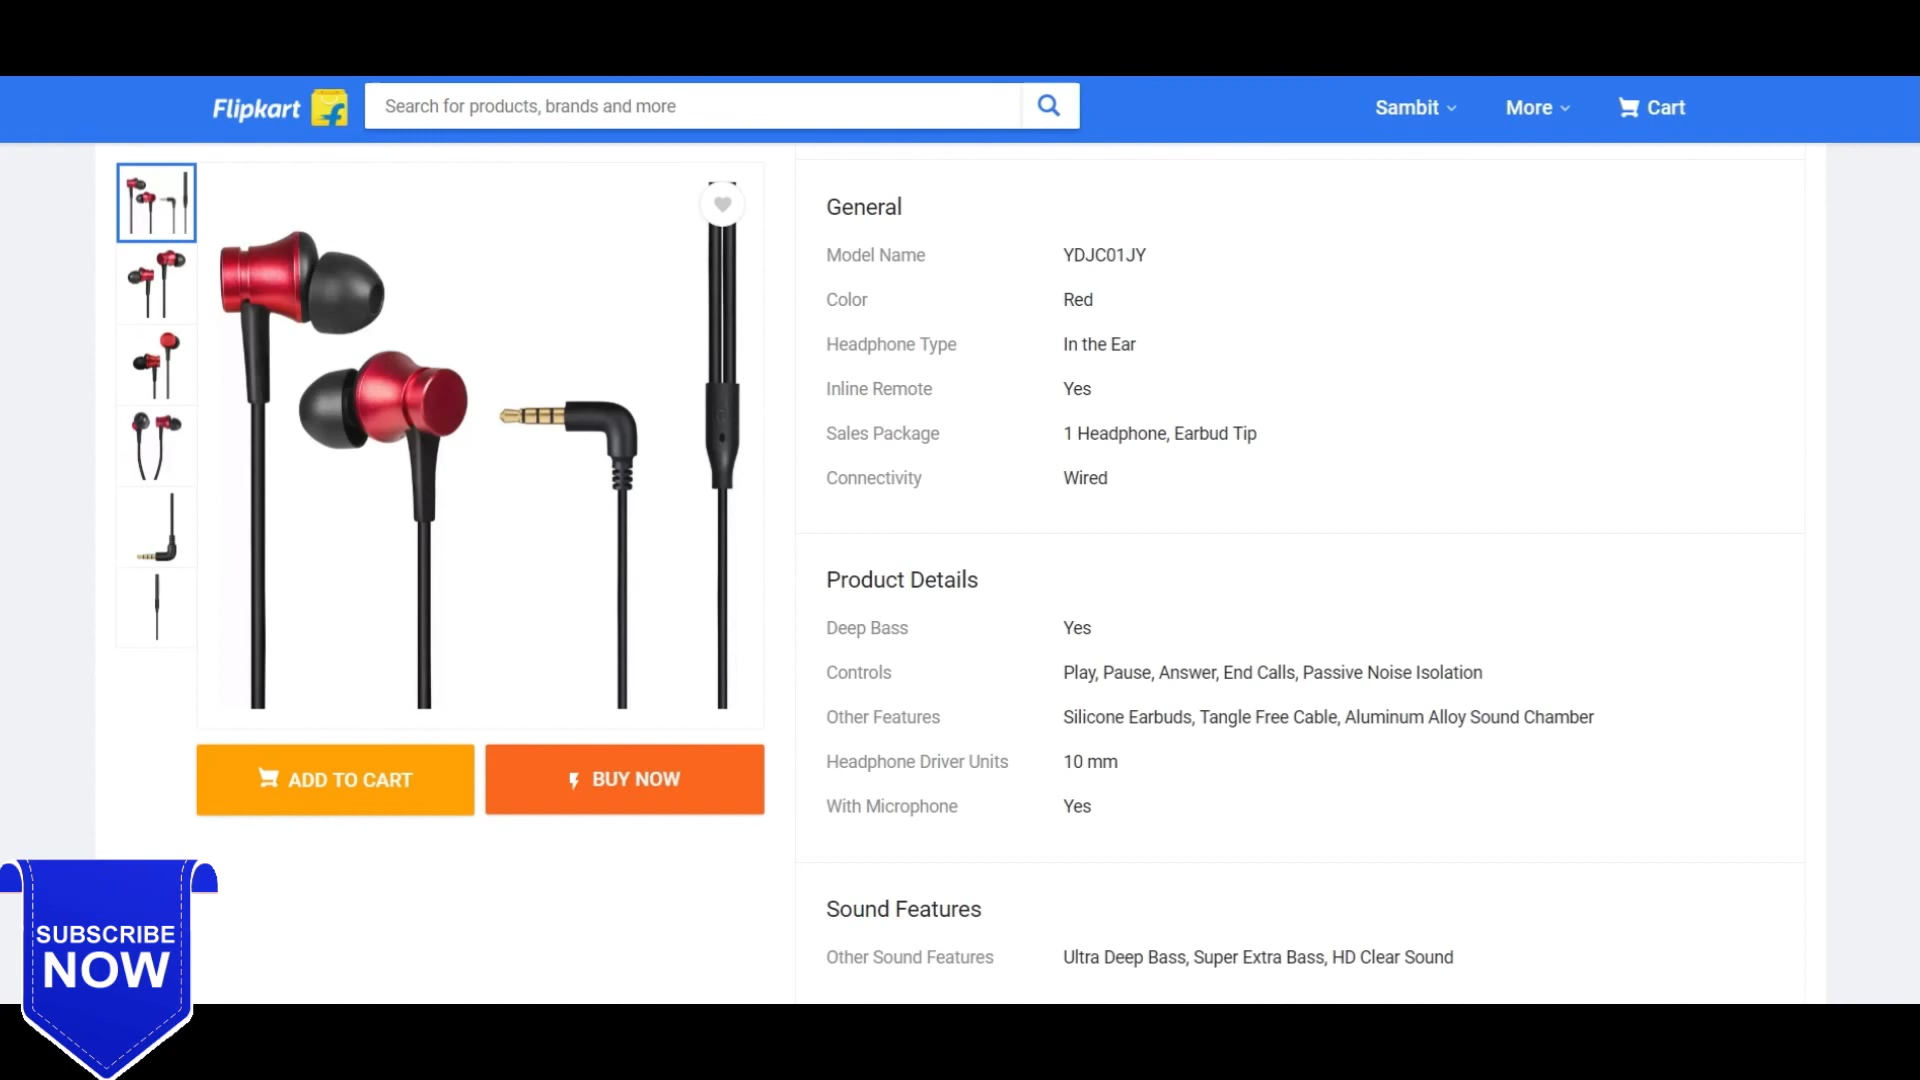 Flipkart
Search for products, brands and more
Sambit
More
Cart
General
Model Name YDJC01JY
Color Red
Headphone Type In the Ear
Inline Remote Yes
Sales Package 1 Headphone, Earbud Tip
Connectivity Wired
Product Details
Deep Bass Yes
Controls Play, Pause, Answer, End Calls, Passive Noise Isolation
Other Features Silicone Earbuds, Tangle Free Cable, Aluminum Alloy Sound Chamber
Headphone Driver Units 10 mm
With Microphone Yes
ADD TO CART
BUY NOW
Sound Features
Other Sound Features Ultra Deep Bass, Super Extra Bass, HD Clear Sound
SUBSCRIBE
NOW